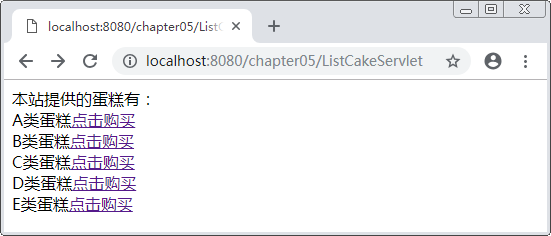 localhost:8080/chapter05/ListC
localhost:8080/chapter05/ListCakeServlet
本站提供的蛋糕有：
A类蛋糕点击购买
B类蛋糕点击购买
C类蛋糕点击购买
D类蛋糕点击购买
E类蛋糕点击购买